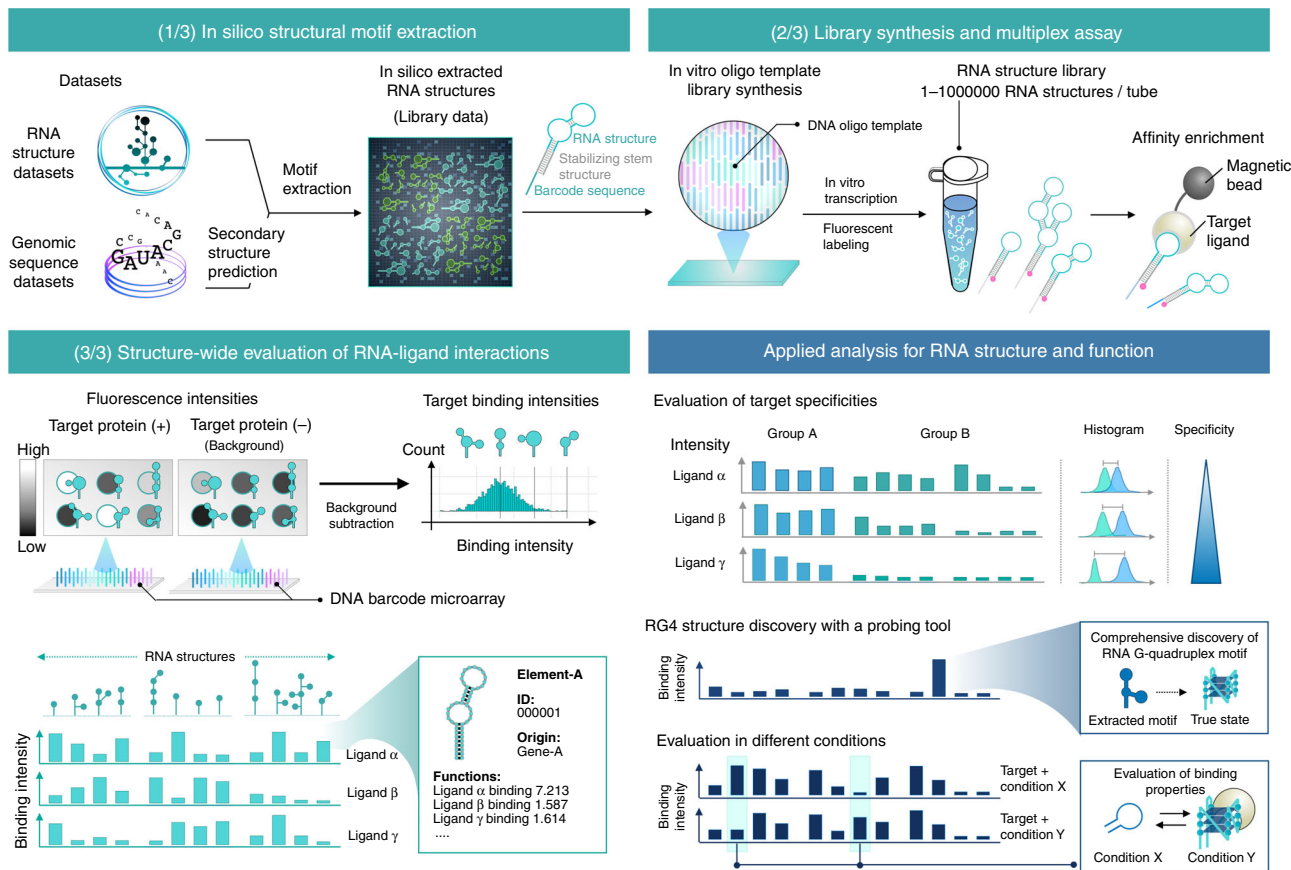 (1/3) In silico structural motif extraction
Datasets
RNA
structure
datasets
Genomic
sequence
datasets
C A C A G
C C G
GAUAC
A A C
Motif
extraction
Secondary
structure
prediction
In silico extracted
RNA structures
(Library data)
RNA structure
Stabilizing stem
structure
Barcode sequence
(2/3) Library synthesis and multiplex assay
In vitro oligo template
library synthesis
DNA oligo template
In vitro
transcription
Fluorescent
labeling
RNA structure library
1–1000000 RNA structures / tube
Affinity enrichment
Magnetic
bead
Target
ligand
(3/3) Structure-wide evaluation of RNA-ligand interactions
Fluorescence intensities
Target protein (+)
Target protein (–)
(Background)
High
Low
Background
subtraction
Target binding intensities
Count
Binding intensity
DNA barcode microarray
RNA structures
Binding intensity
Ligand α
Ligand β
Ligand γ
Element-A
ID:
000001
Origin:
Gene-A
Functions:
Ligand α binding 7.213
Ligand β binding 1.587
Ligand γ binding 1.614
....
Applied analysis for RNA structure and function
Evaluation of target specificities
Intensity
Group A
Group B
Histogram
Specificity
Ligand α
Ligand β
Ligand γ
RG4 structure discovery with a probing tool
Binding
intensity
Comprehensive discovery of
RNA G-quadruplex motif
Extracted motif
True state
Evaluation in different conditions
Binding
intensity
Target +
condition X
Target +
condition Y
Evaluation of binding
properties
Condition X
Condition Y